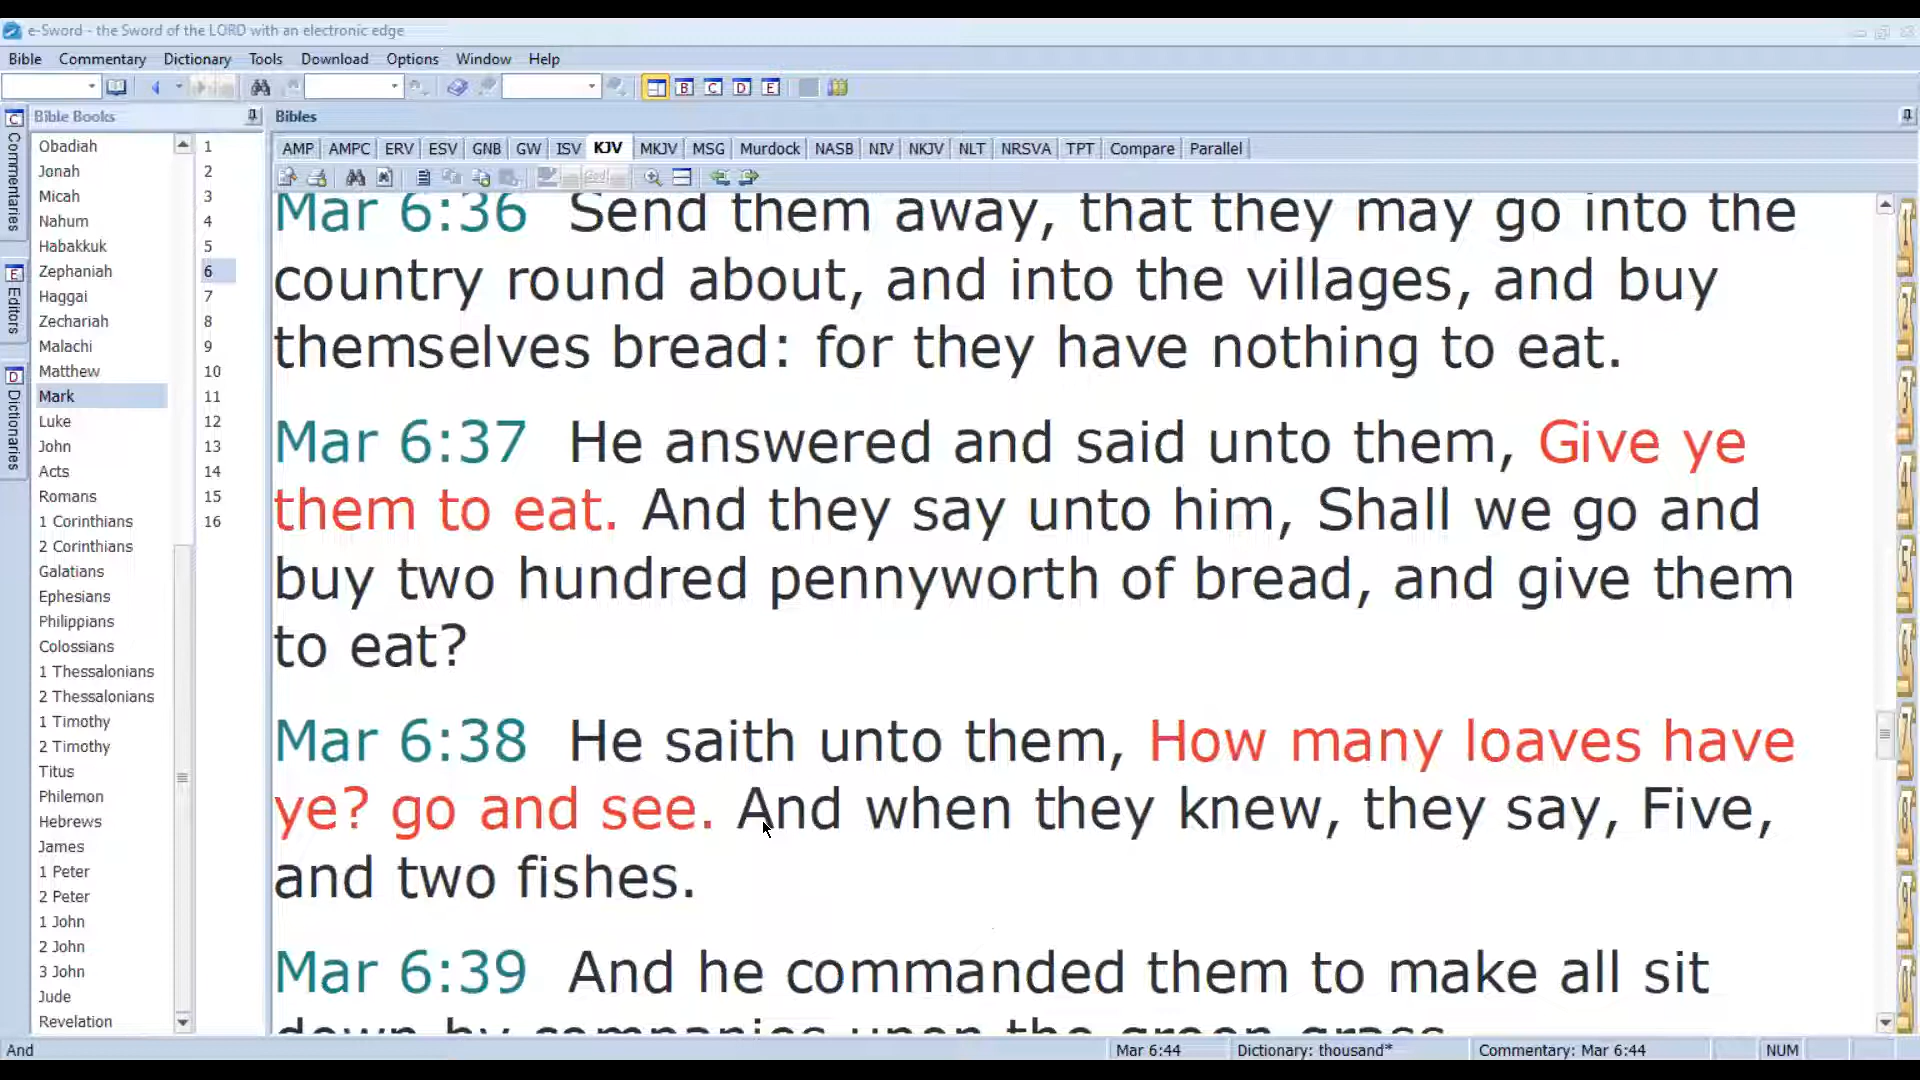 e-Sword - the Sword of the LORD with an electronic edge
Bible Commentary Dictionary Tools Download Options Window Help
B C D E
Bible Books
Bibles
C Commentaries
E Editors
D Dictionaries
Obadiah
Jonah
Micah
Nahum
Habakkuk
Zephaniah
Haggai
Zechariah
Malachi
Matthew
Mark
Luke
John
Acts
Romans
1 Corinthians
2 Corinthians
Galatians
Ephesians
Philippians
Colossians
1 Thessalonians
2 Thessalonians
1 Timothy
2 Timothy
Titus
Philemon
Hebrews
James
1 Peter
2 Peter
1 John
2 John
3 John
Jude
Revelation
1
2
3
4
5
6
7
8
9
10
11
12
13
14
15
16
AMP AMPC ERV ESV GNB GW ISV KJV MKJV MSG Murdock NASB NIV NKJV NLT NRSVA TPT Compare Parallel
Mar 6:36 Send them away, that they may go into the
country round about, and into the villages, and buy
themselves bread: for they have nothing to eat.
Mar 6:37 He answered and said unto them, Give ye
them to eat. And they say unto him, Shall we go and
buy two hundred pennyworth of bread, and give them
to eat?
Mar 6:38 He saith unto them, How many loaves have
ye? go and see. And when they knew, they say, Five,
and two fishes.
Mar 6:39 And he commanded them to make all sit
down by companies upon the green grass.
And
Mar 6:44
Dictionary: thousand*
Commentary: Mar 6:44
NUM